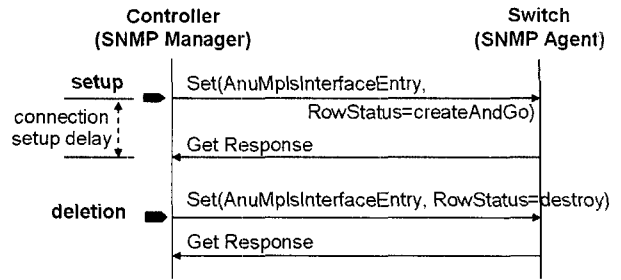 Controller
(SNMP Manager)
Switch
(SNMP Agent)
setup
Set(AnuMplsInterfaceEntry,
RowStatus=createAndGo)
connection
setup delay
Get Response
deletion
Set(AnuMplsInterfaceEntry, RowStatus=destroy)
Get Response